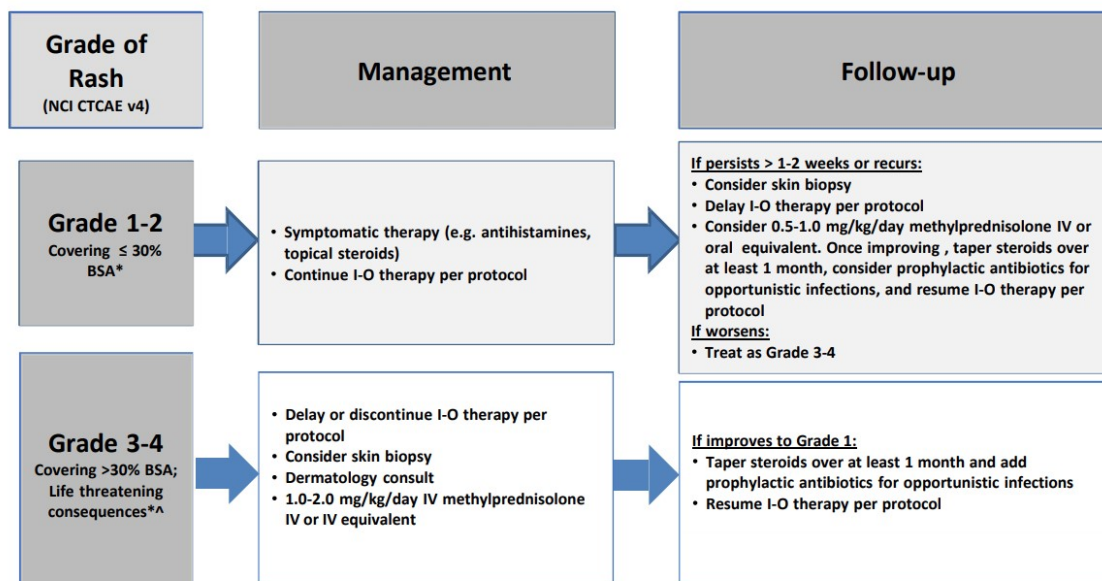 Grade of
Rash
(NCI CTCAE v4)
Management
Follow-up
Grade 1-2
Covering ≤ 30%
BSA*
• Symptomatic therapy (e.g. antihistamines,
topical steroids)
• Continue I-O therapy per protocol
If persists > 1-2 weeks or recurs:
• Consider skin biopsy
• Delay I-O therapy per protocol
• Consider 0.5-1.0 mg/kg/day methylprednisolone IV or
oral equivalent. Once improving , taper steroids over
at least 1 month, consider prophylactic antibiotics for
opportunistic infections, and resume I-O therapy per
protocol
If worsens:
• Treat as Grade 3-4
Grade 3-4
Covering >30% BSA;
Life threatening
consequences*^
• Delay or discontinue I-O therapy per
protocol
• Consider skin biopsy
• Dermatology consult
• 1.0-2.0 mg/kg/day IV methylprednisolone
IV or IV equivalent
If improves to Grade 1:
• Taper steroids over at least 1 month and add
prophylactic antibiotics for opportunistic infections
• Resume I-O therapy per protocol